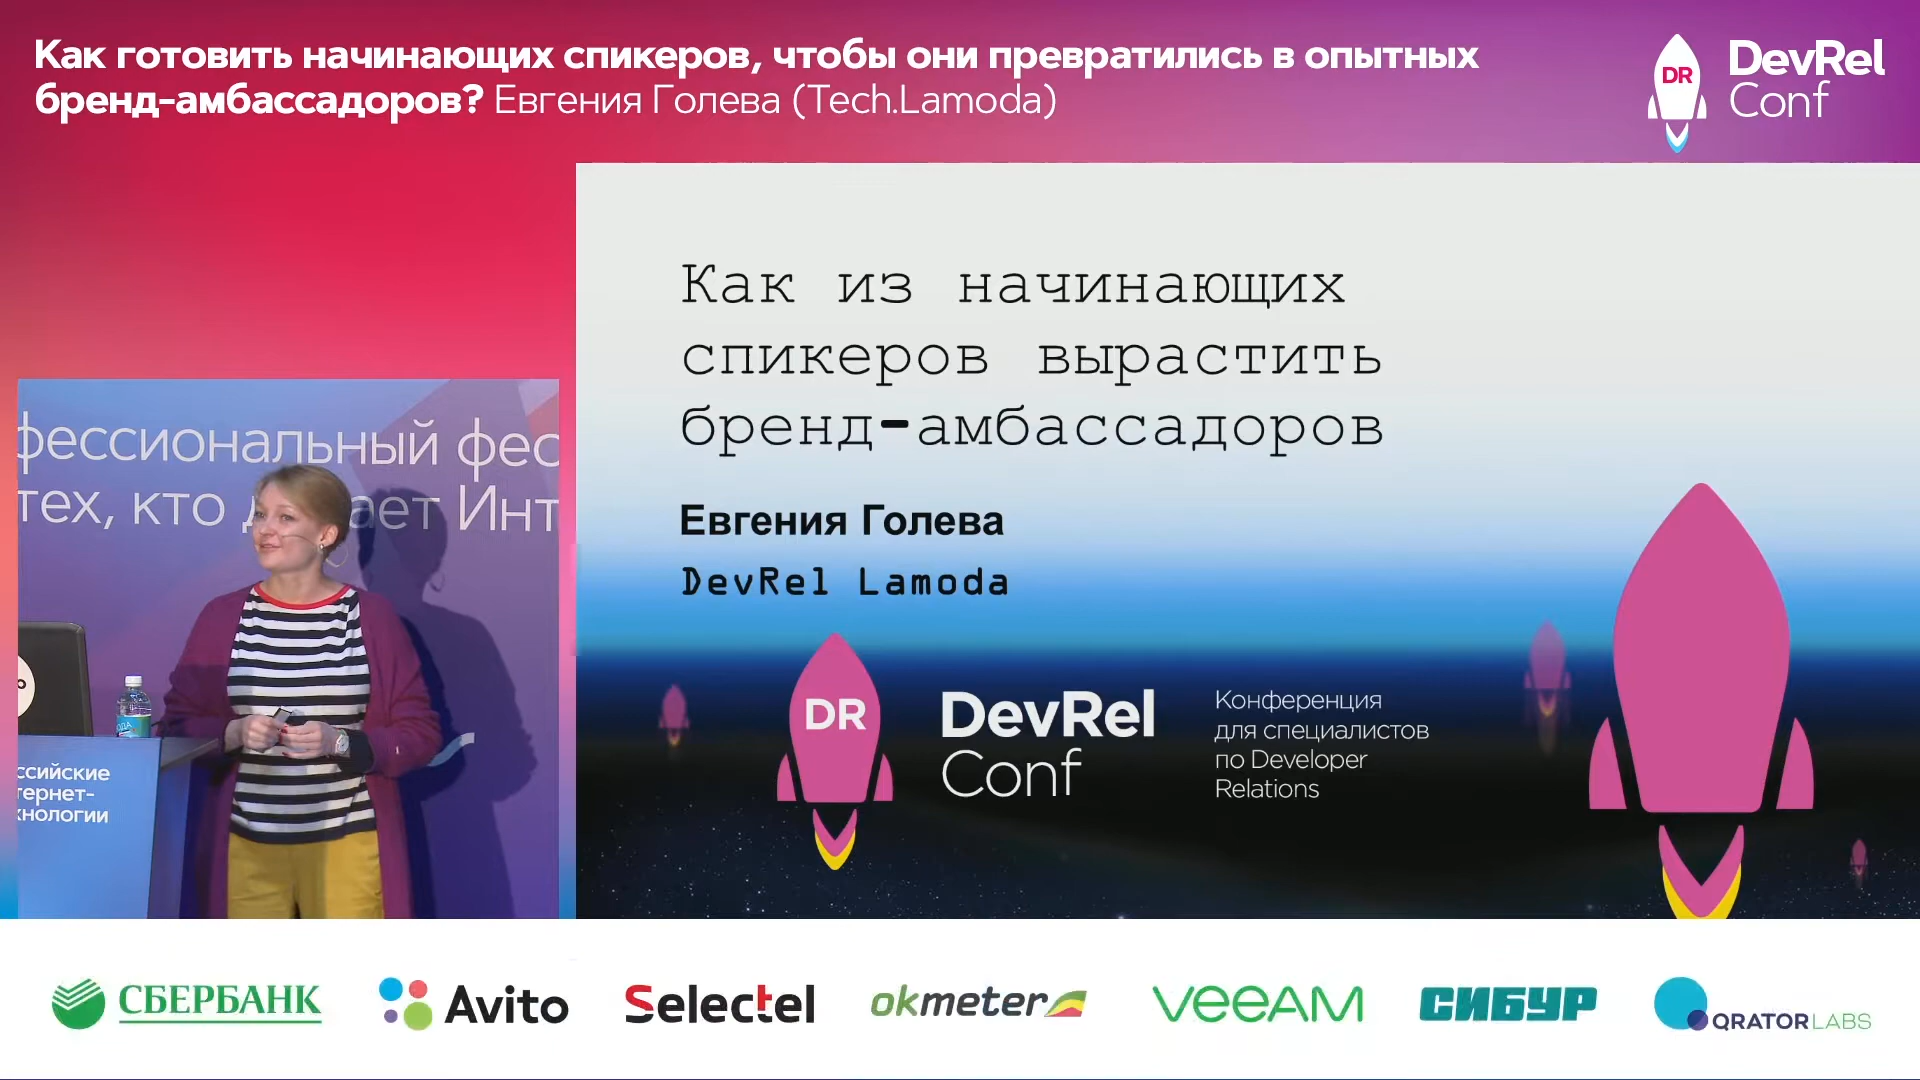 Как готовить начинающих спикеров, чтобы они превратились в опытных
бренд-амбассадоров? Евгения Голева (Tech.Lamoda)
DR
DevRel
Conf
Как из начинающих
спикеров вырастить
бренд-амбассадоров
Евгения Голева
DevRel Lamoda
DR
DevRel
Conf
Конференция
для специалистов
по Developer
Relations
фессиональный фес
тех, кто д ает Инт
ссийские
тернет-
хнологии
СБЕРБАНК
Avito
Selectel
okmeter
veeAM
СИБУР
QRATORLABS